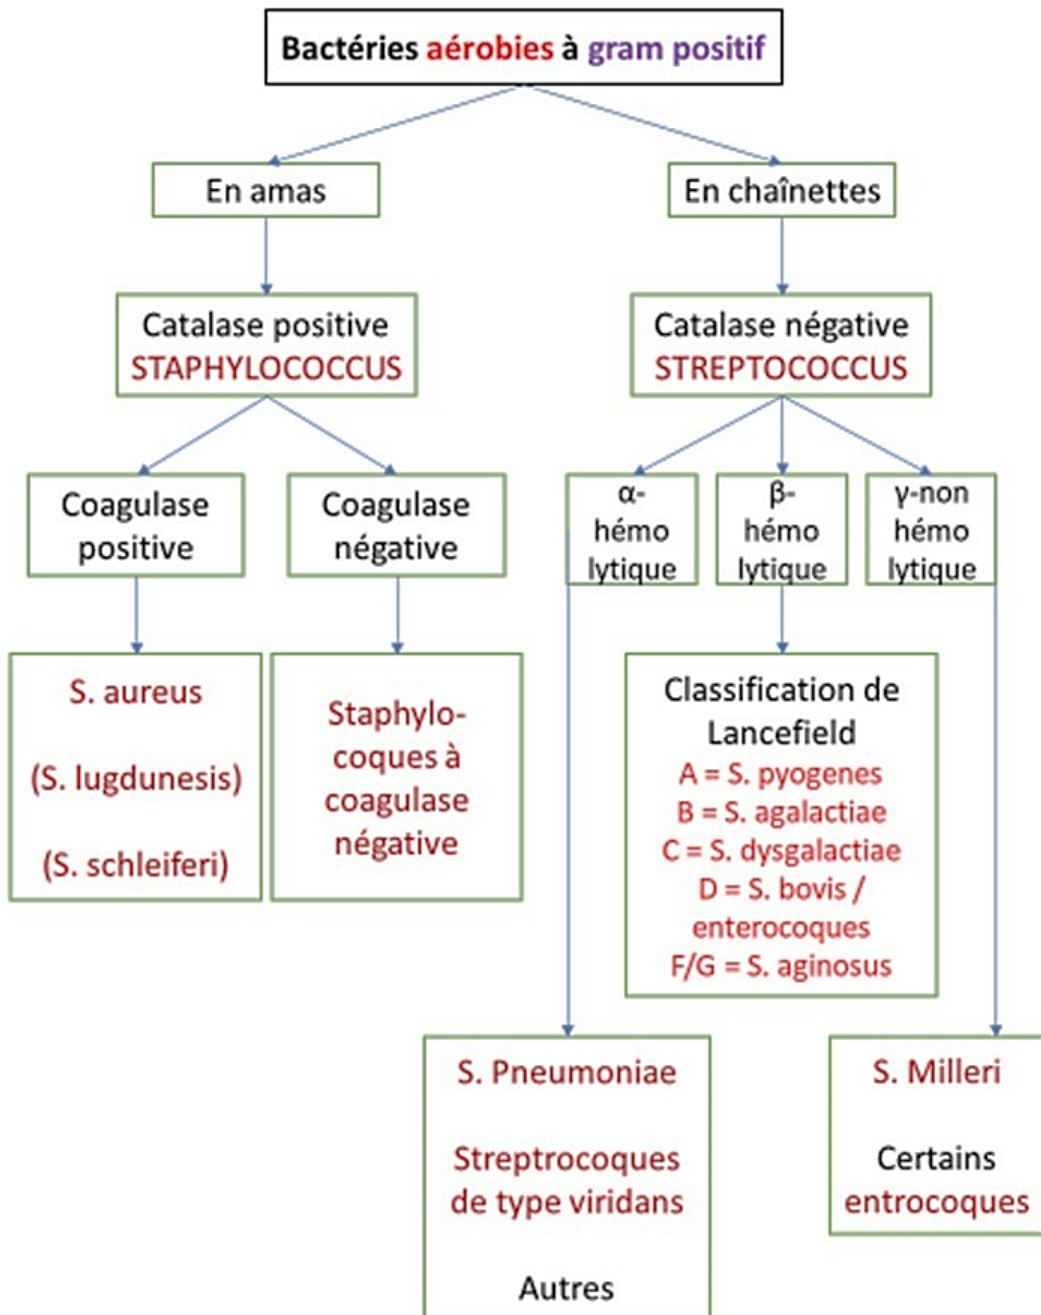 Bactéries aérobies à gram positif
En amas
En chaînettes
Catalase positive
STAPHYLOCOCCUS
Catalase négative
STREPTOCOCCUS
Coagulase
positive
Coagulase
négative
α-
hémo
lytique
β-
hémo
lytique
γ-non
hémo
lytique
S. aureus
(S. lugdunesis)
(S. schleiferi)
Staphylo-
coques à
coagulase
négative
Classification de
Lancefield
A = S. pyogenes
B = S. agalactiae
C = S. dysgalactiae
D = S. bovis /
enterocoques
F/G = S. aginosus
S. Pneumoniae
Streptrocoques
de type viridans
Autres
S. Milleri
Certains
entrocoques